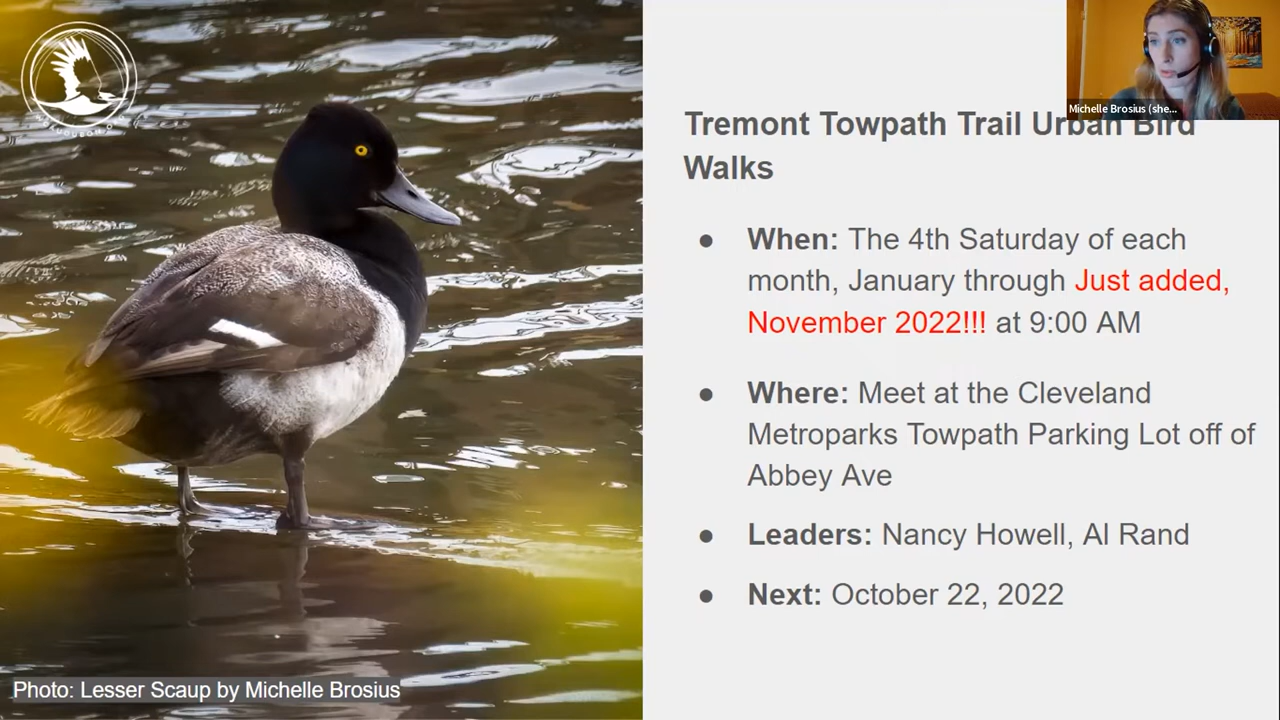 Michelle Brosius (she...
Tremont Towpath Trail Urban Bird
Walks
● When: The 4th Saturday of each
month, January through Just added,
November 2022!!! at 9:00 AM
● Where: Meet at the Cleveland
Metroparks Towpath Parking Lot off of
Abbey Ave
● Leaders: Nancy Howell, Al Rand
● Next: October 22, 2022
Photo: Lesser Scaup by Michelle Brosius